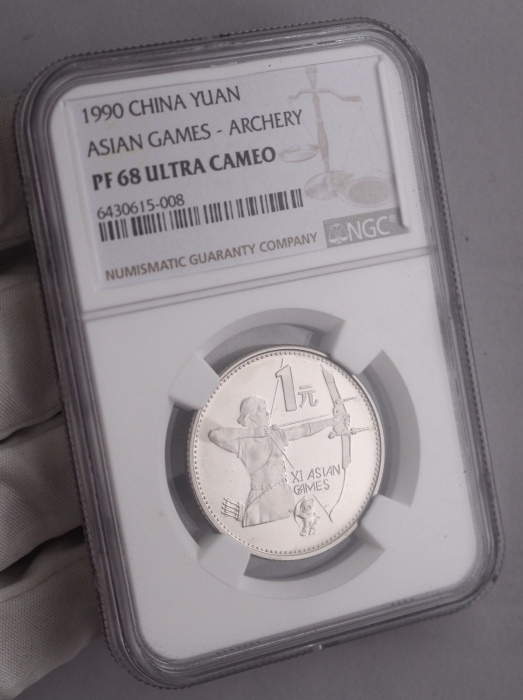 1990 CHINA YUAN
ASIAN GAMES - ARCHERY
PF 68 ULTRA CAMEO
6430615-008
NUMISMATIC GUARANTY COMPANY
NGC®
1元
XI ASIAN
GAMES